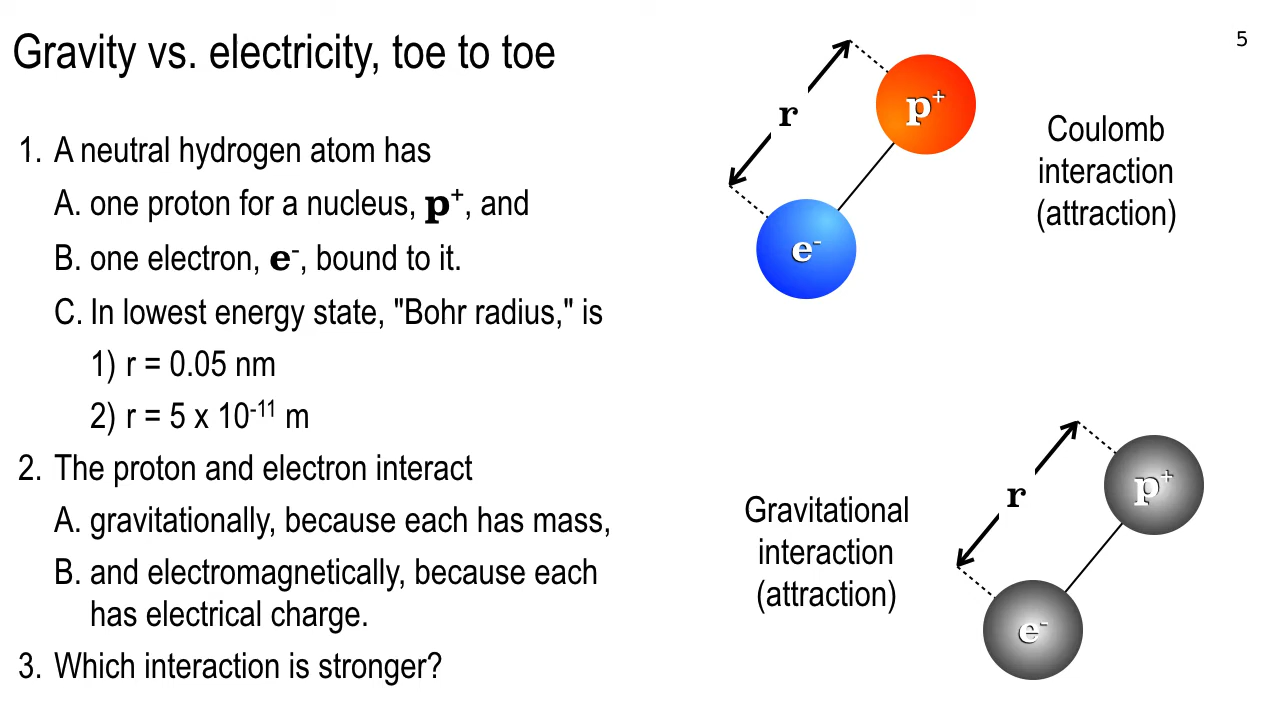 Gravity vs. electricity, toe to toe
5
1. A neutral hydrogen atom has
A. one proton for a nucleus, p⁺, and
B. one electron, e⁻, bound to it.
C. In lowest energy state, "Bohr radius," is
1) r = 0.05 nm
2) r = 5 x 10⁻¹¹ m
2. The proton and electron interact
A. gravitationally, because each has mass,
B. and electromagnetically, because each
has electrical charge.
3. Which interaction is stronger?
r
p⁺
e⁻
Coulomb
interaction
(attraction)
Gravitational
interaction
(attraction)
r
p⁺
e⁻